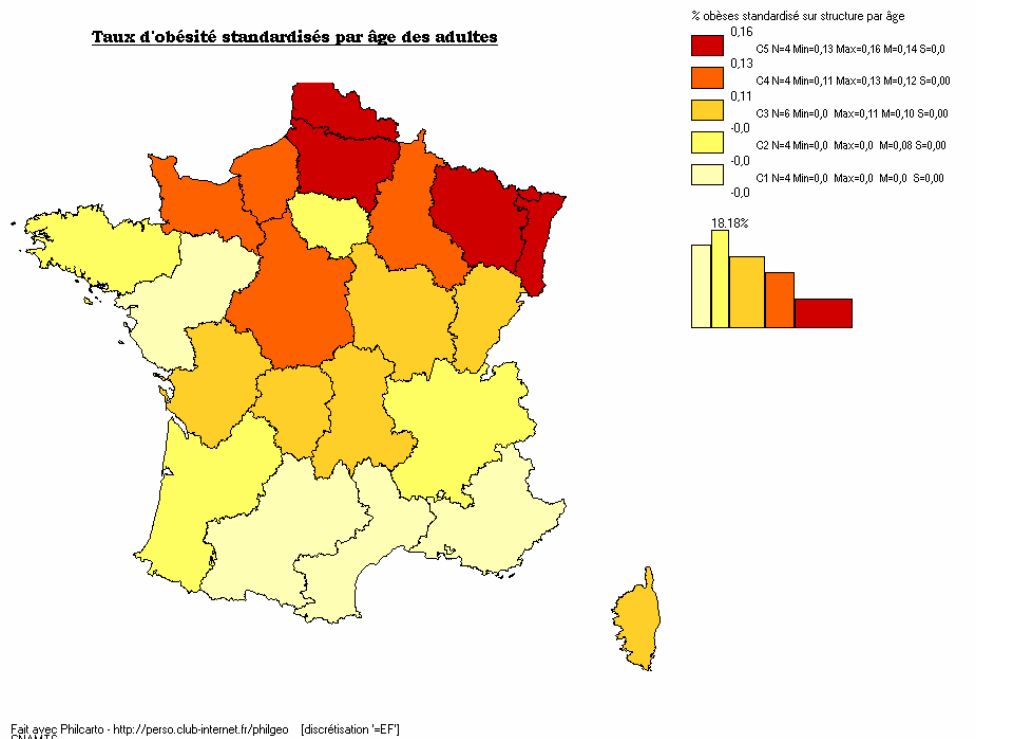 Taux d'obésité standardisés par âge des adultes
% obèses standardisé sur structure par âge
0,16
C5 N=4 Min=0,13 Max=0,16 M=0,14 S=0,0
0,13
C4 N=4 Min=0,11 Max=0,13 M=0,12 S=0,00
0,11
C3 N=6 Min=0,0 Max=0,11 M=0,10 S=0,00
-0,0
C2 N=4 Min=0,0 Max=0,0 M=0,08 S=0,00
-0,0
C1 N=4 Min=0,0 Max=0,0 M=0,0 S=0,00
-0,0
18.18%
Fait avec Philcarto - http://perso.club-internet.fr/philgeo [discrétisation '=EF']
CNAMTS